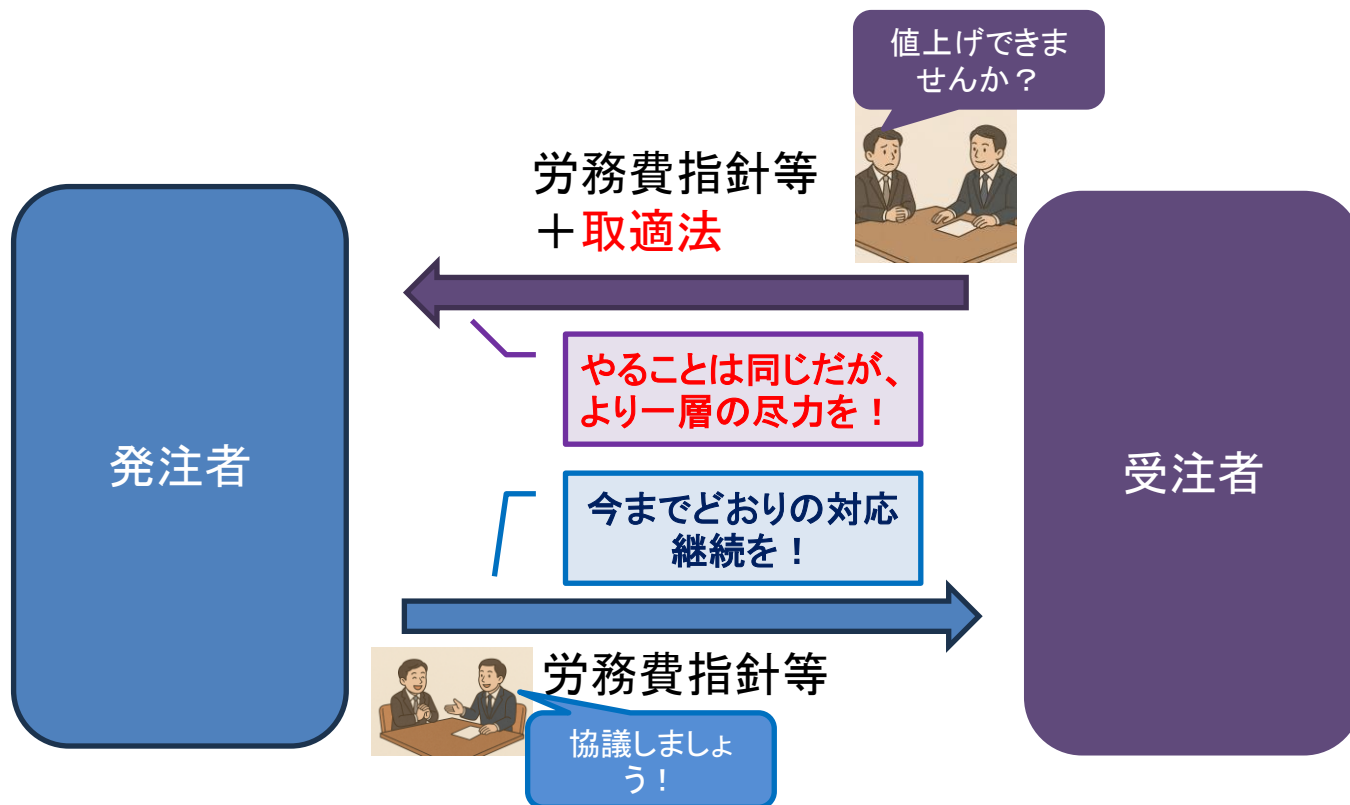 値上げできま
せんか？
労務費指針等
＋取適法
やることは同じだが、
より一層の尽力を！
発注者
受注者
今までどおりの対応
継続を！
労務費指針等
協議しましょ
う！